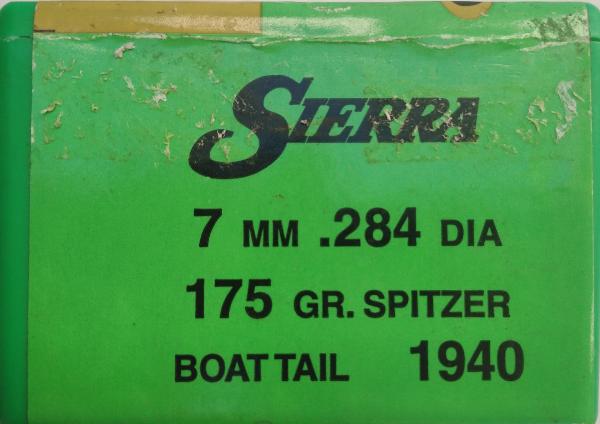 SIERRA
7 MM .284 DIA
175 GR. SPITZER
BOAT TAIL 1940